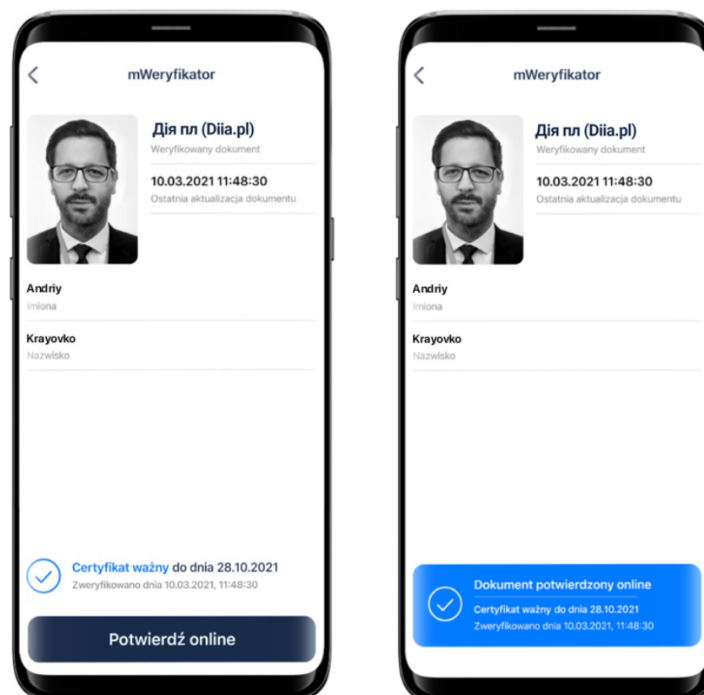 mWeryfikator
Дія пл (Diia.pl)
Weryfikowany dokument
10.03.2021 11:48:30
Ostatnia aktualizacja dokumentu
Andriy
Imiona
Krayovko
Nazwisko
Certyfikat ważny do dnia 28.10.2021
Zweryfikowano dnia 10.03.2021, 11:48:30
Potwierdź online
mWeryfikator
Дія пл (Diia.pl)
Weryfikowany dokument
10.03.2021 11:48:30
Ostatnia aktualizacja dokumentu
Andriy
Imiona
Krayovko
Nazwisko
Dokument potwierdzony online
Certyfikat ważny do dnia 28.10.2021
Zweryfikowano dnia 10.03.2021, 11:48:30